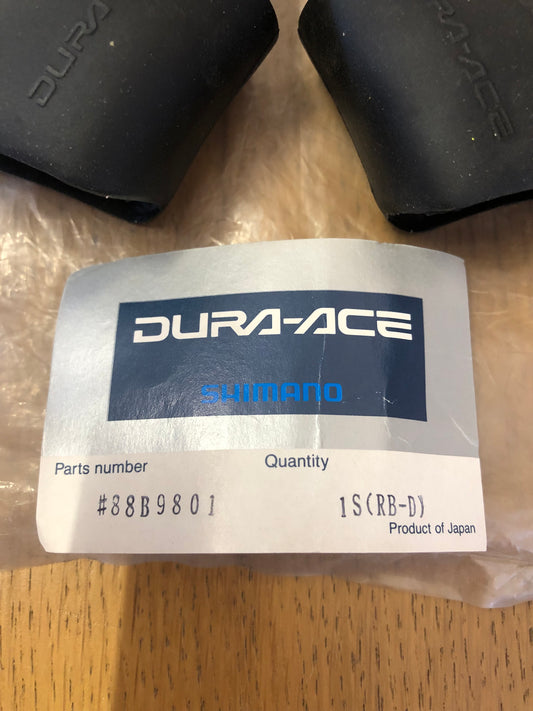 DURA
DURA-ACE
DURA-ACE
SHIMANO
Parts number
Quantity
#88B9801
1S(RB-D)
Product of Japan